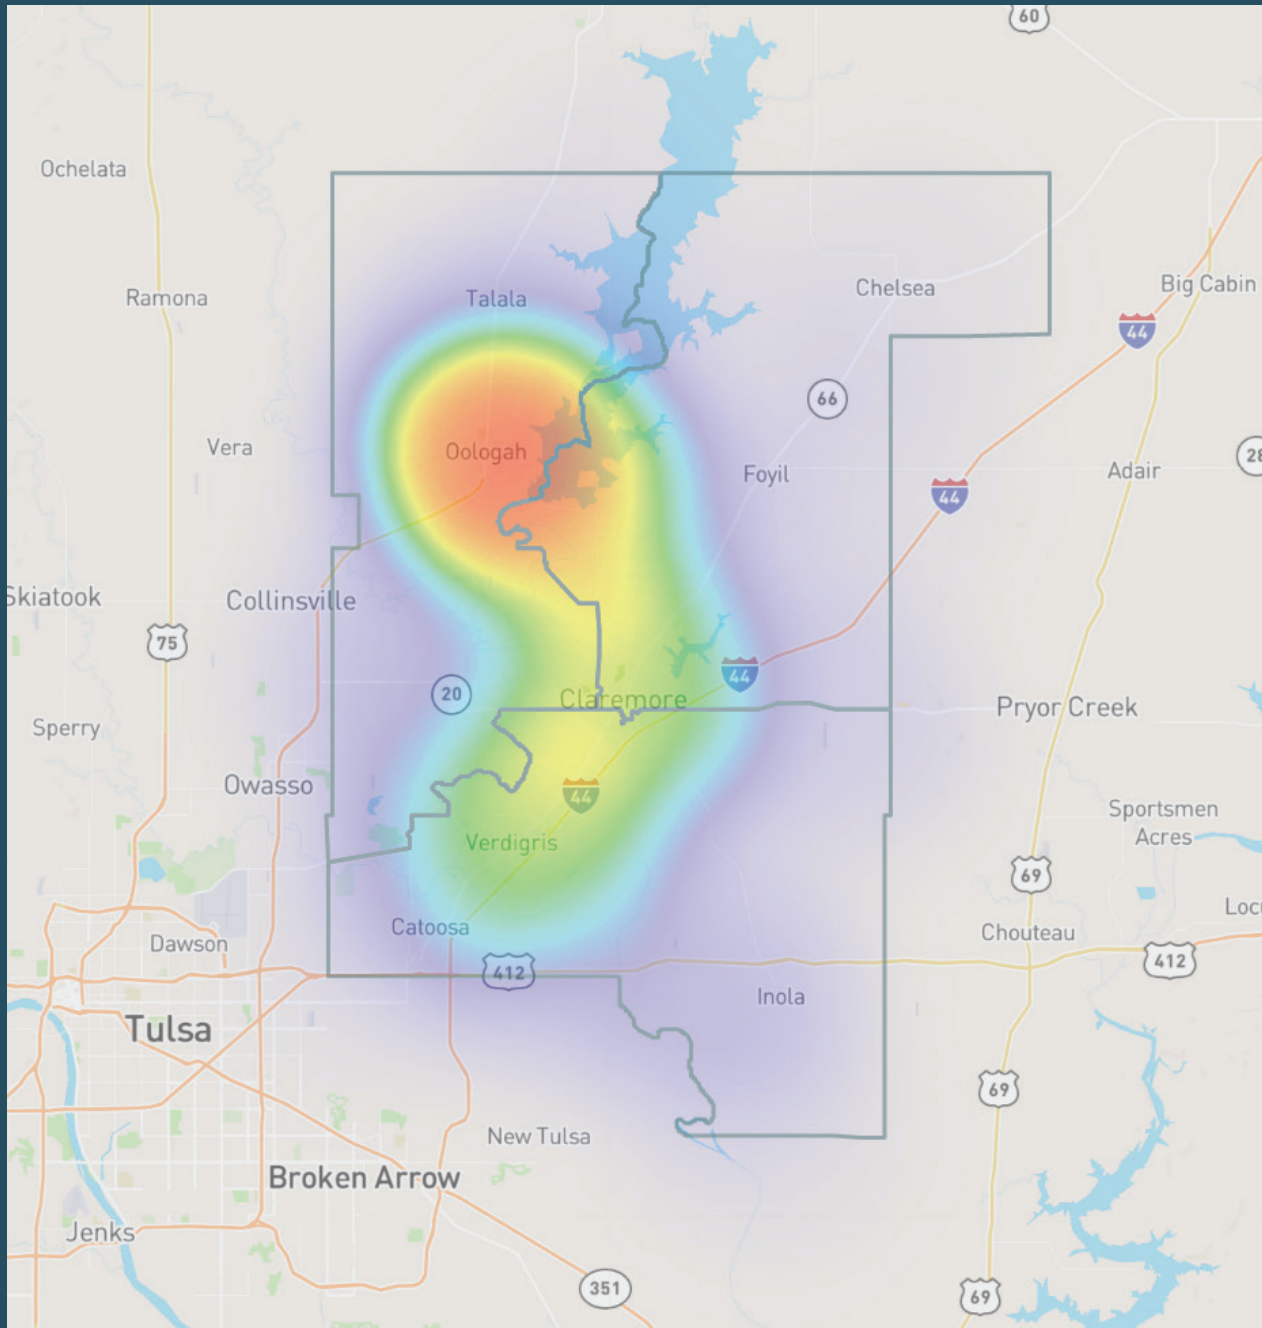 60
Ochelata
Ramona
Talala
Chelsea
Big Cabin
44
66
Vera
Oologah
Foyil
28
Adair
44
Skiatook
Collinsville
75
44
20
Claremore
Pryor Creek
Sperry
Owasso
44
Sportsmen
Acres
Verdigris
69
Locu
Catoosa
Dawson
Chouteau
412
412
Inola
Tulsa
69
New Tulsa
Broken Arrow
Jenks
351
69